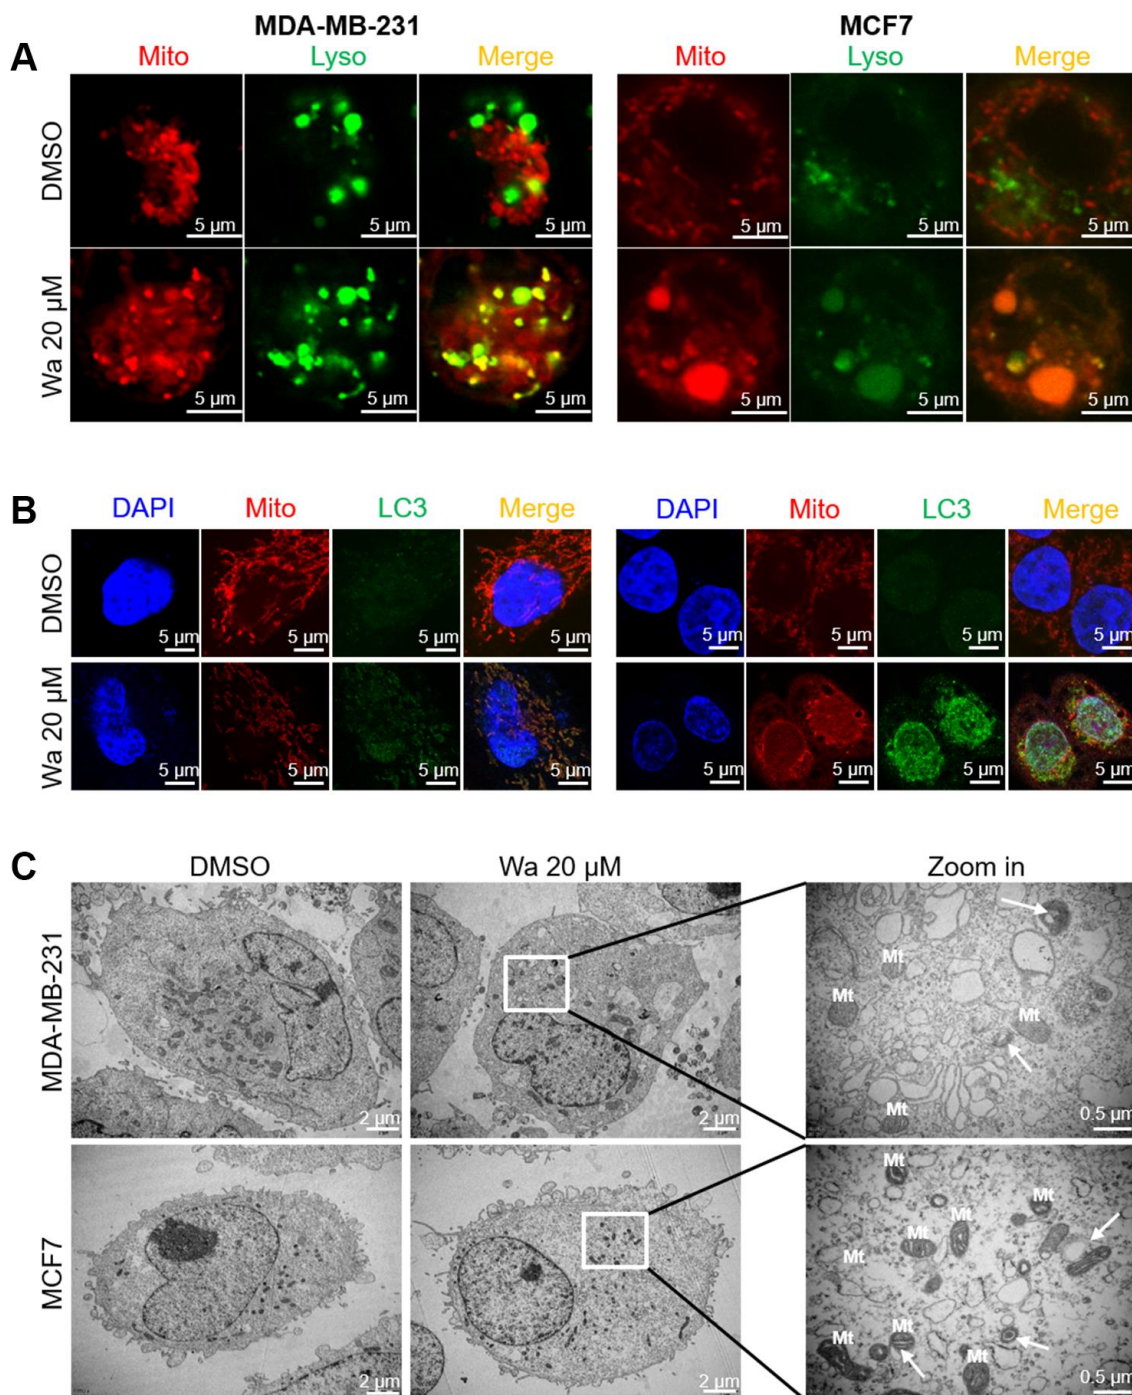 MDA-MB-231 MCF7
A Mito Lyso Merge Mito Lyso Merge
DMSO
5 µm 5 µm 5 µm 5 µm 5 µm 5 µm
Wa 20 µM
5 µm 5 µm 5 µm 5 µm 5 µm 5 µm
B DAPI Mito LC3 Merge DAPI Mito LC3 Merge
DMSO
5 µm 5 µm 5 µm 5 µm 5 µm 5 µm 5 µm 5 µm
Wa 20 µM
5 µm 5 µm 5 µm 5 µm 5 µm 5 µm 5 µm 5 µm
C DMSO Wa 20 µM Zoom in
MDA-MB-231
Mt
Mt Mt
Mt
2 µm 2 µm 0.5 µm
MCF7
Mt
Mt
Mt Mt
Mt
Mt
Mt Mt
2 µm 2 µm 0.5 µm